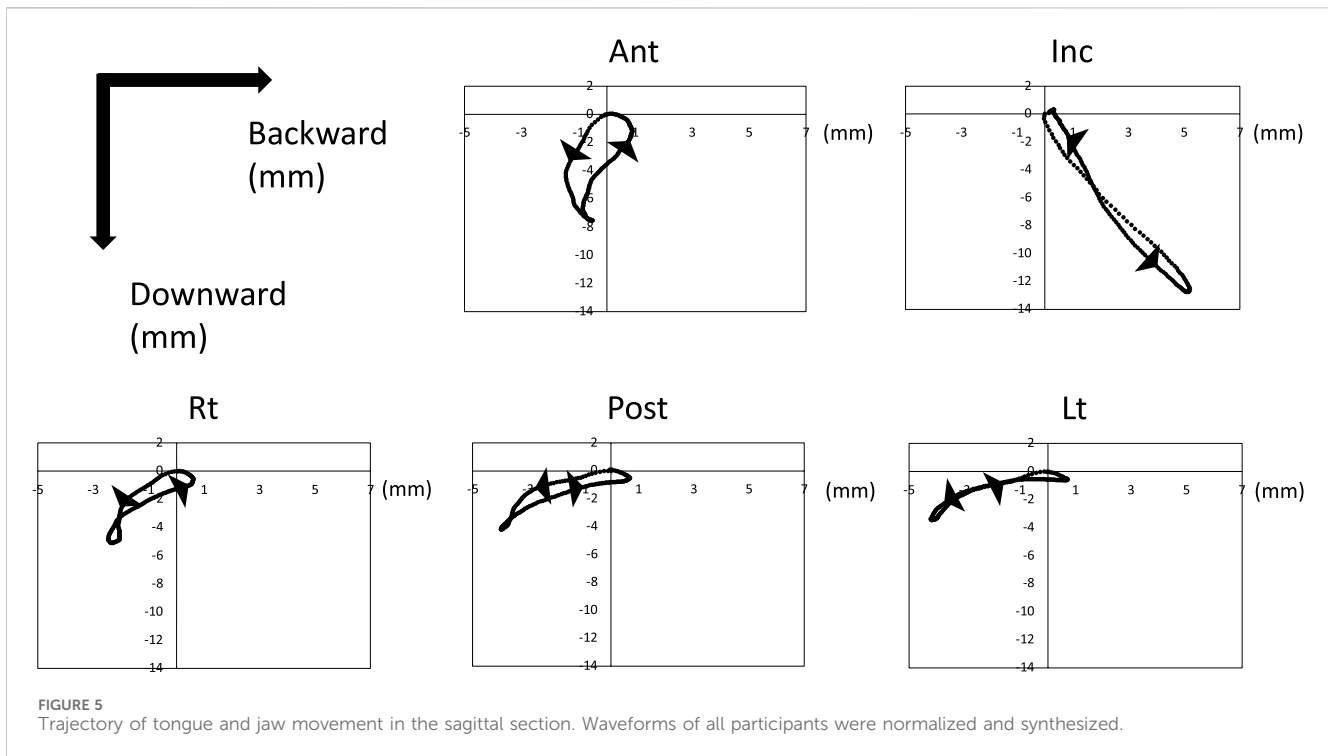 Backward
(mm)
Downward
(mm)
Ant
2
0
-5 -3 -1 1 3 5 7 (mm)
-2
-4
-6
-8
-10
-12
-14
Inc
2
0
-5 -3 -1 1 3 5 7 (mm)
-2
-4
-6
-8
-10
-12
-14
Rt
2
0
-5 -3 -1 1 3 5 7 (mm)
-2
-4
-6
-8
-10
-12
-14
Post
2
0
-5 -3 -1 1 3 5 7 (mm)
-2
-4
-6
-8
-10
-12
-14
Lt
2
0
-5 -3 -1 1 3 5 7 (mm)
-2
-4
-6
-8
-10
-12
-14
FIGURE 5
Trajectory of tongue and jaw movement in the sagittal section. Waveforms of all participants were normalized and synthesized.